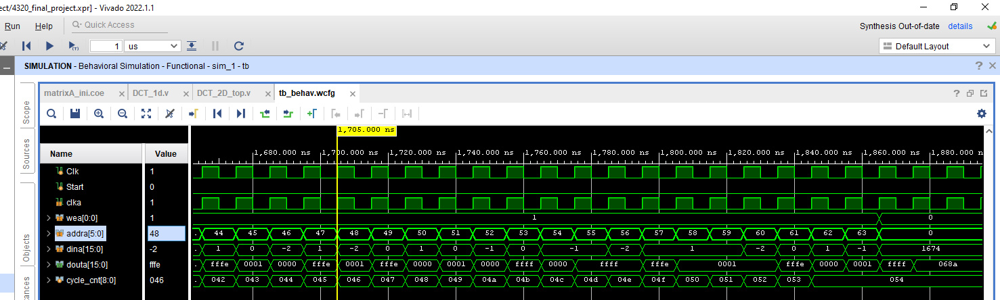 ect/4320_final_project.xpr] - Vivado 2022.1.1
Run Help Quick Access Synthesis Out-of-date details
1 us Default Layout
SIMULATION - Behavioral Simulation - Functional - sim_1 - tb
matrixA_ini.coe DCT_1d.v DCT_2D_top.v tb_behav.wcfg
Scope
Sources
Objects
tances
1,705.000 ns
Name Value 1,680.000 ns 1,700.000 ns 1,720.000 ns 1,740.000 ns 1,760.000 ns 1,780.000 ns 1,800.000 ns 1,820.000 ns 1,840.000 ns 1,860.000 ns 1,880.000 n
Clk 1
Start 0
clka 1
wea[0:0] 1 1 0
addra[5:0] 48 44 45 46 47 48 49 50 51 52 53 54 55 56 57 58 59 60 61 62 63 0
dina[15:0] -2 1 0 -2 1 -2 0 1 0 -1 0 -1 -2 1 -2 0 1 -1 1674
douta[15:0] fffe fffe 0001 0000 fffe 0001 fffe 0000 0001 0000 ffff 0000 ffff fffe 0001 fffe 0000 0001 ffff 068a
cycle_cnt[8:0] 046 042 043 044 045 046 047 048 049 04a 04b 04c 04d 04e 04f 050 051 052 053 054